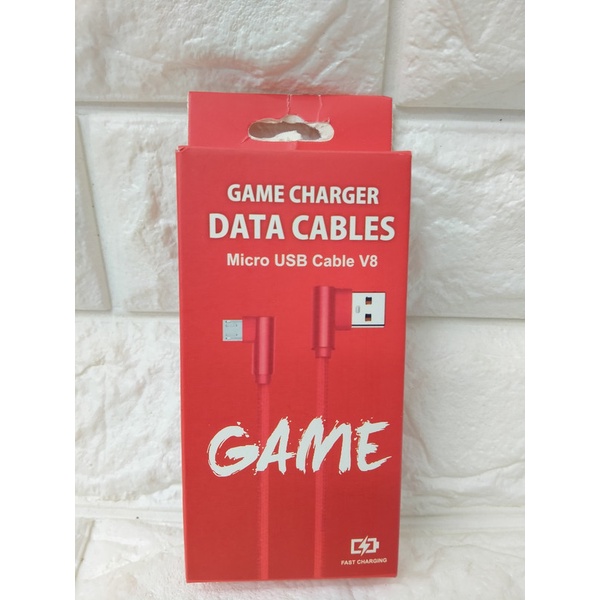 GAME CHARGER
DATA CABLES
Micro USB Cable V8
GAME
FAST CHARGING